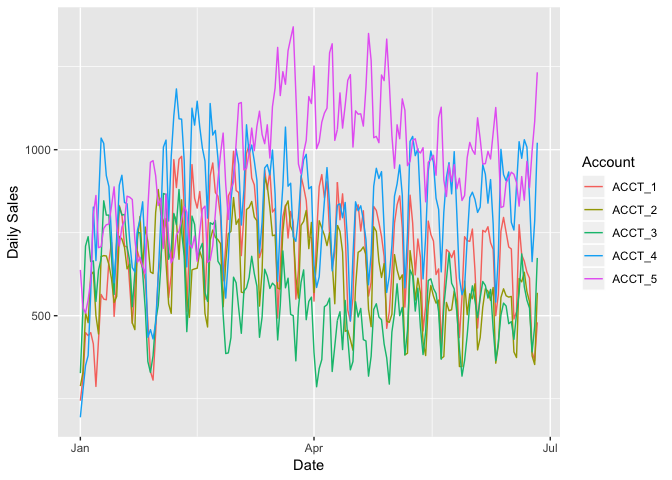 Daily Sales
1000
500
Jan
Apr
Jul
Date
Account
ACCT_1
ACCT_2
ACCT_3
ACCT_4
ACCT_5